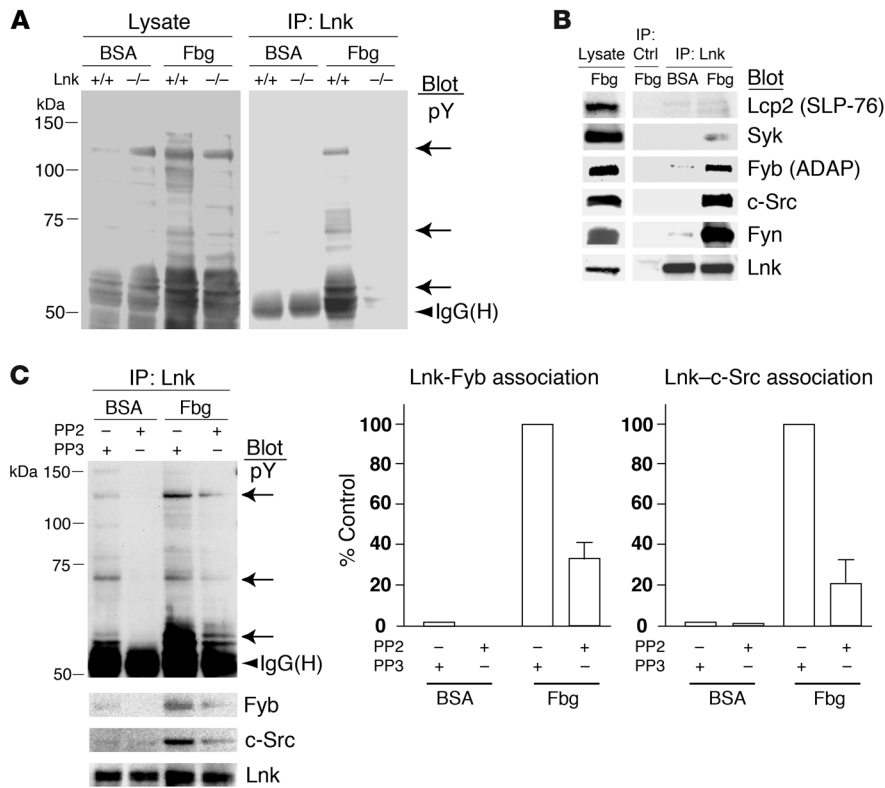 A
Lysate
IP: Lnk
BSA
Fbg
BSA
Fbg
Lnk +/+ –/– +/+ –/– +/+ –/– +/+ –/–
Blot
kDa
pY
150
100
75
50
IgG(H)
B
Lysate
IP: Ctrl
IP: Lnk
Fbg
Fbg
BSA
Fbg
Blot
Lcp2 (SLP-76)
Syk
Fyb (ADAP)
c-Src
Fyn
Lnk
C
IP: Lnk
BSA
Fbg
PP2 – + – +
PP3 + – + –
Blot
kDa
pY
150
100
75
50
IgG(H)
Fyb
c-Src
Lnk
Lnk-Fyb association
% Control
100
80
60
40
20
0
PP2 – + – +
PP3 + – + –
BSA
Fbg
Lnk–c-Src association
100
80
60
40
20
0
PP2 – + – +
PP3 + – + –
BSA
Fbg